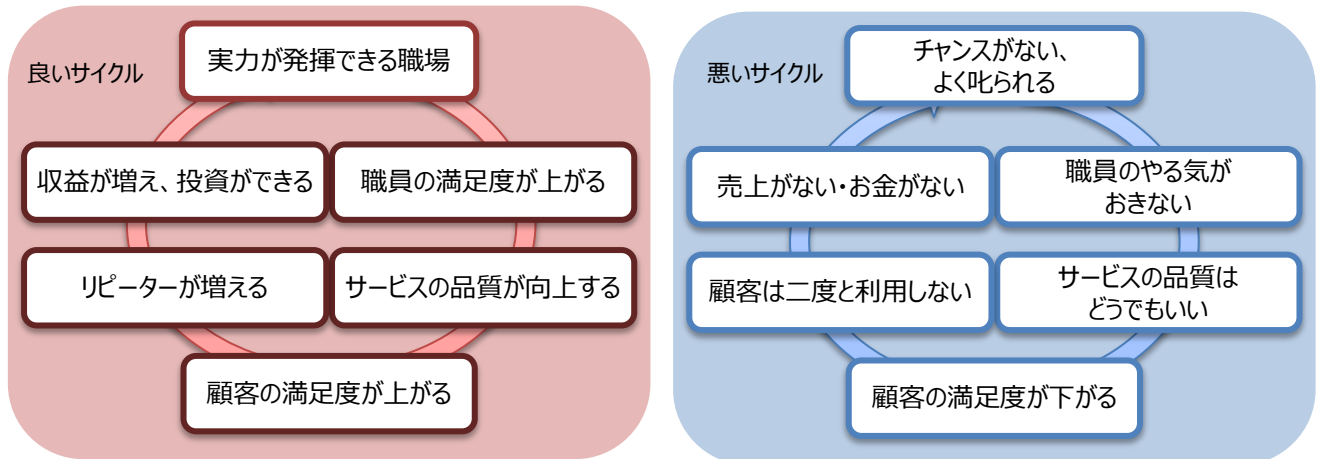 良いサイクル
実力が発揮できる職場
収益が増え、投資ができる
職員の満足度が上がる
リピーターが増える
サービスの品質が向上する
顧客の満足度が上がる
悪いサイクル
チャンスがない、
よく叱られる
売上がない・お金がない
職員のやる気が
おきない
顧客は二度と利用しない
サービスの品質は
どうでもいい
顧客の満足度が下がる